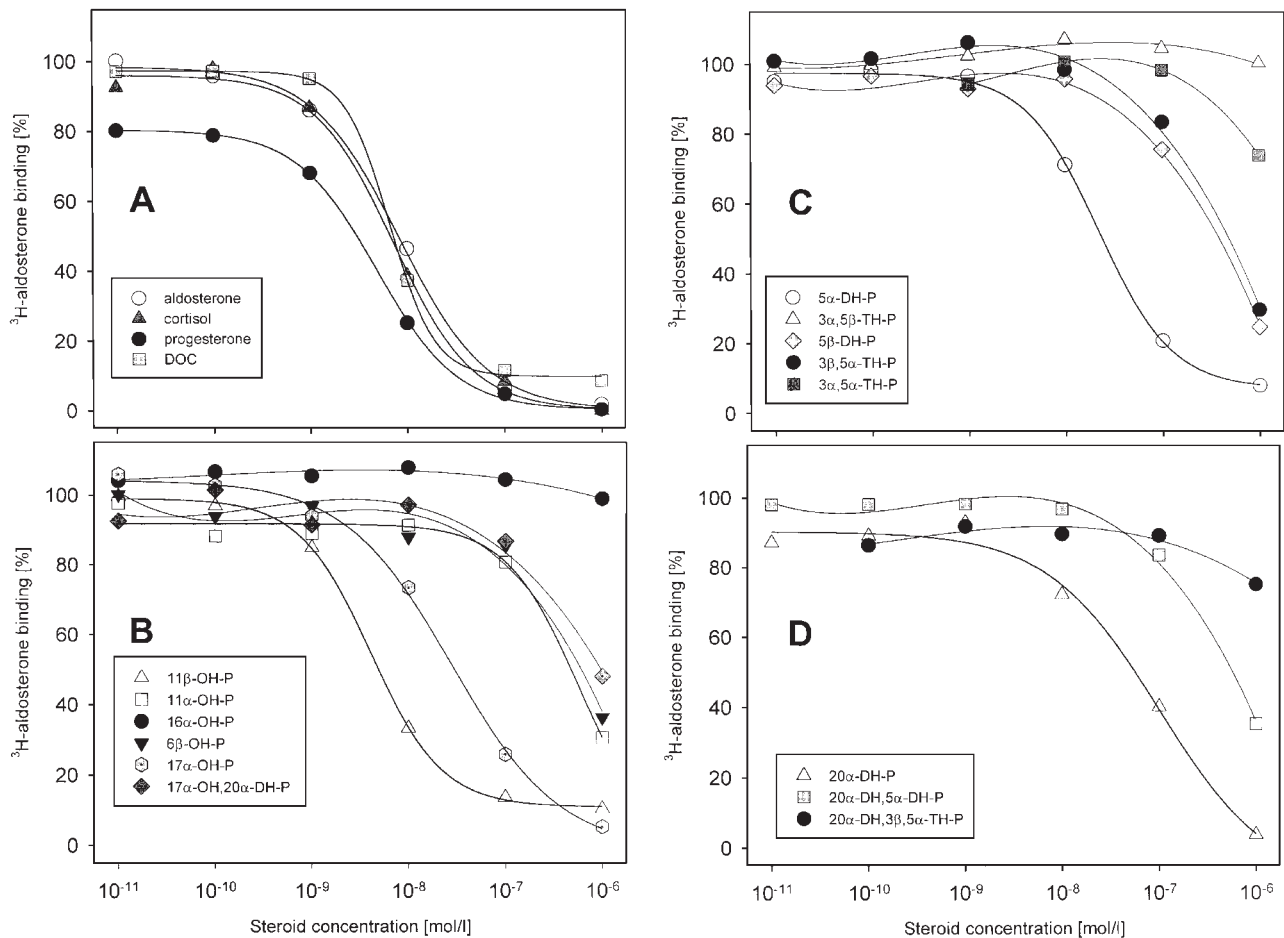 A
³H-aldosterone binding [%]
100
80
60
40
20
0
aldosterone
cortisol
progesterone
DOC
B
³H-aldosterone binding [%]
100
80
60
40
20
0
11β-OH-P
11α-OH-P
16α-OH-P
6β-OH-P
17α-OH-P
17α-OH,20α-DH-P
10⁻¹¹ 10⁻¹⁰ 10⁻⁹ 10⁻⁸ 10⁻⁷ 10⁻⁶
Steroid concentration [mol/l]
C
³H-aldosterone binding [%]
100
80
60
40
20
0
5α-DH-P
3α,5β-TH-P
5β-DH-P
3β,5α-TH-P
3α,5α-TH-P
D
³H-aldosterone binding [%]
100
80
60
40
20
0
20α-DH-P
20α-DH,5α-DH-P
20α-DH,3β,5α-TH-P
10⁻¹¹ 10⁻¹⁰ 10⁻⁹ 10⁻⁸ 10⁻⁷ 10⁻⁶
Steroid concentration [mol/l]